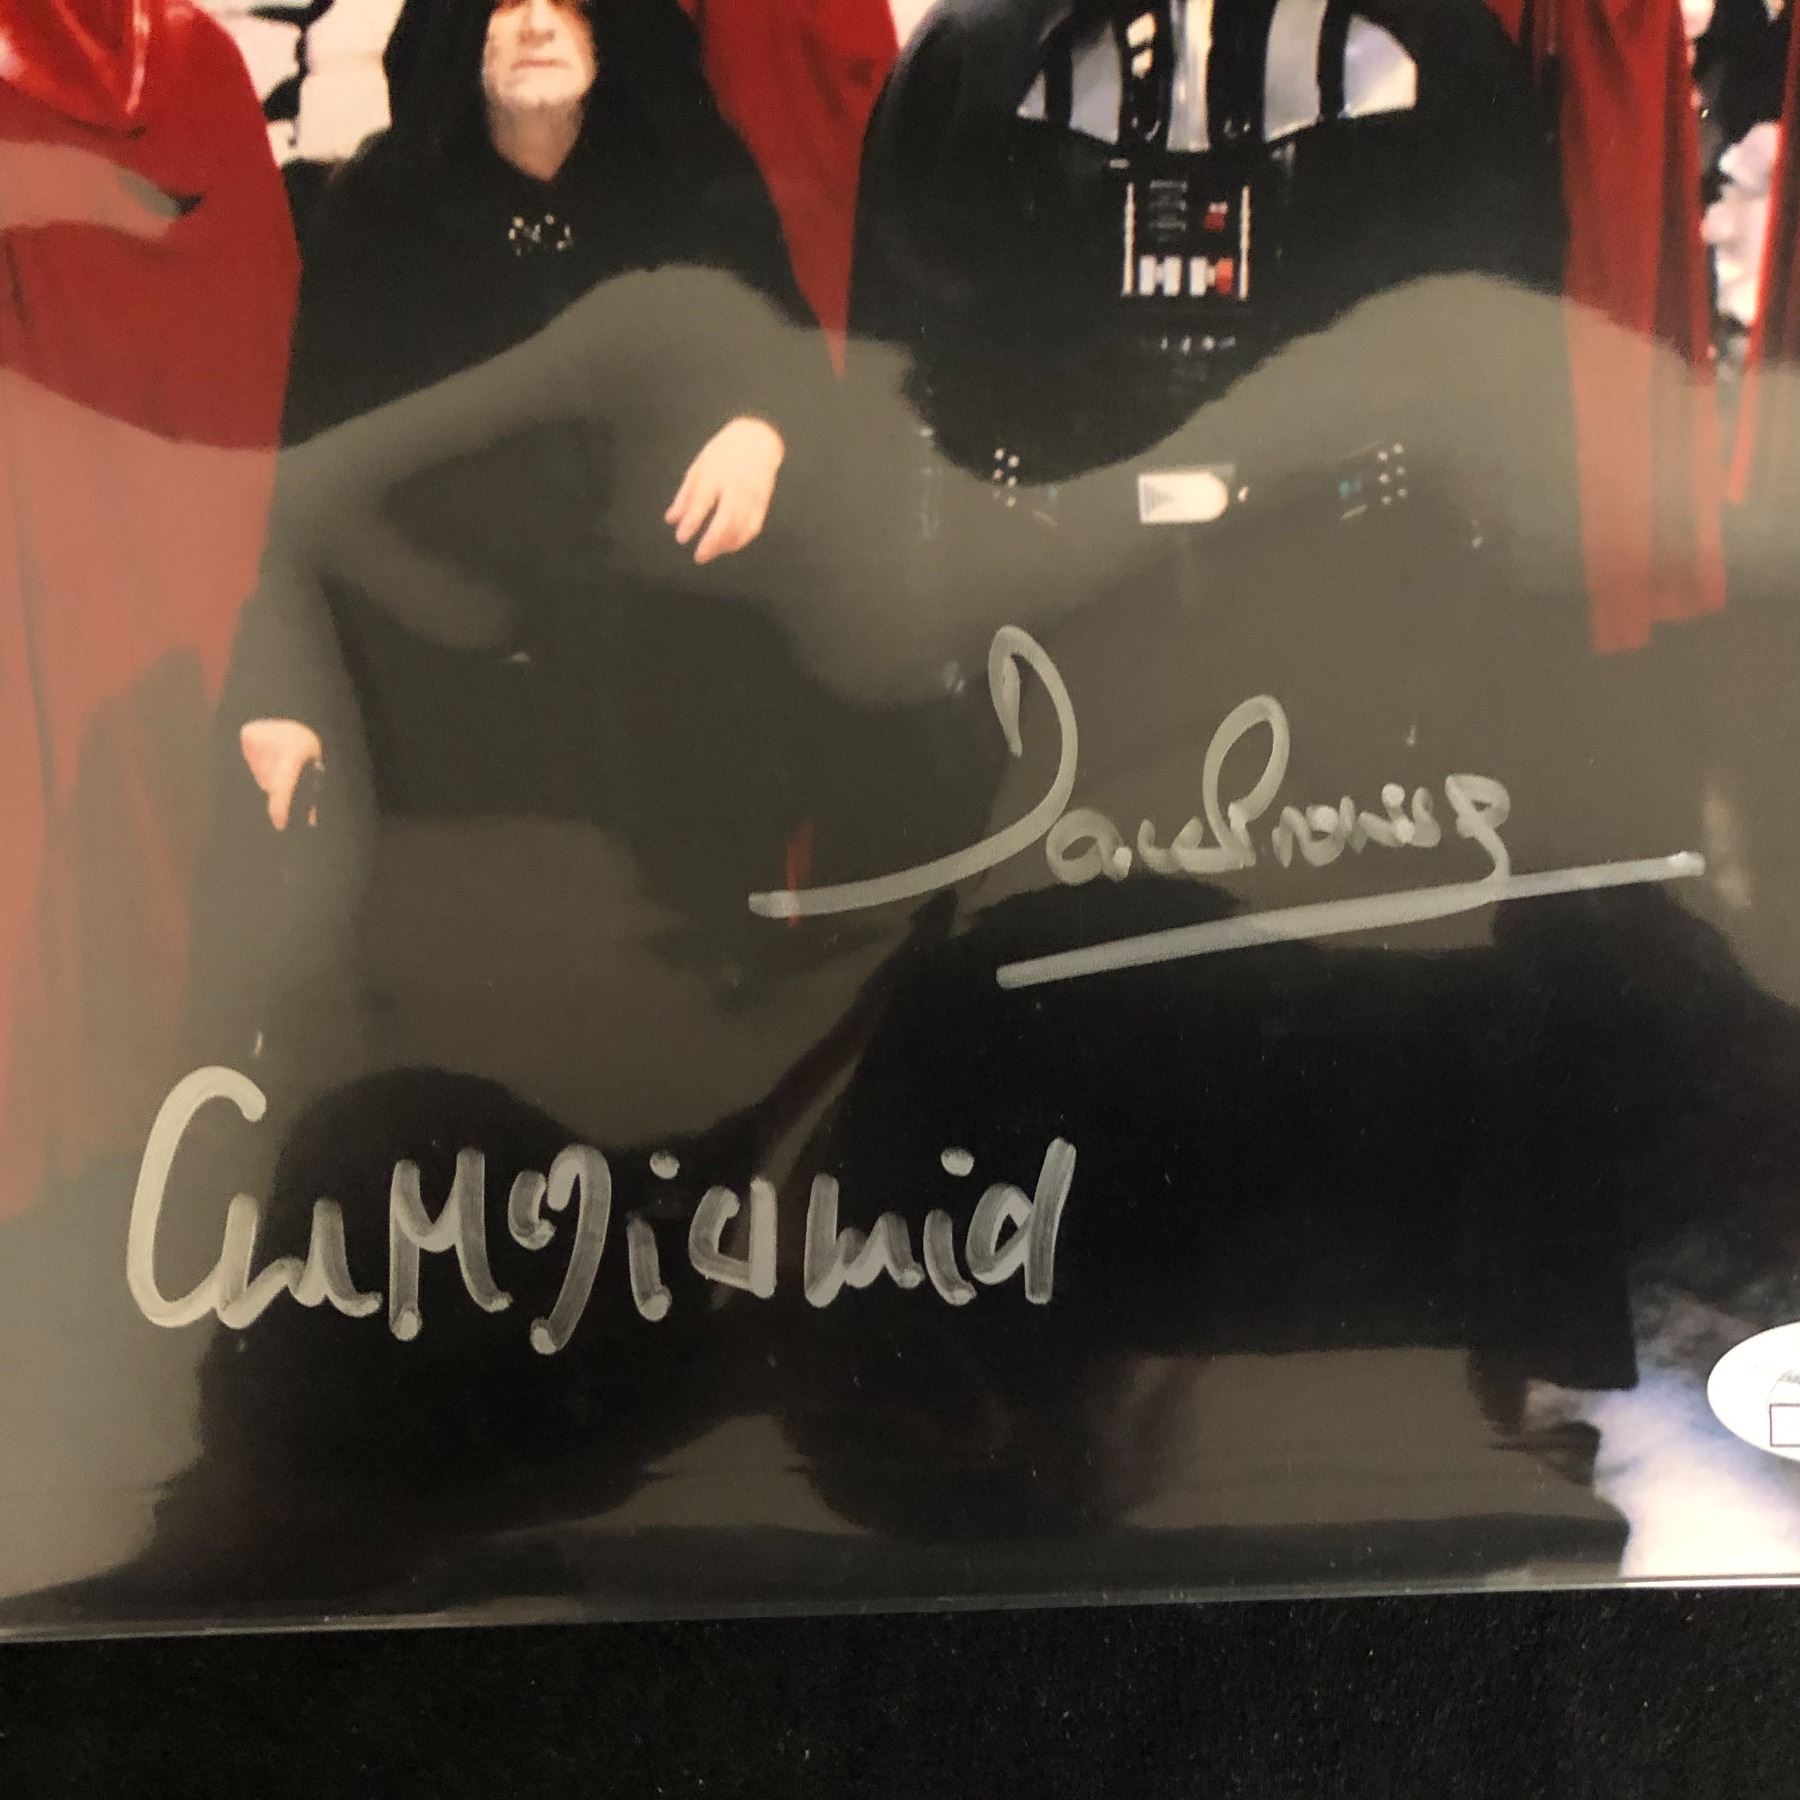 Dave Prowse
Ian McDiarmid